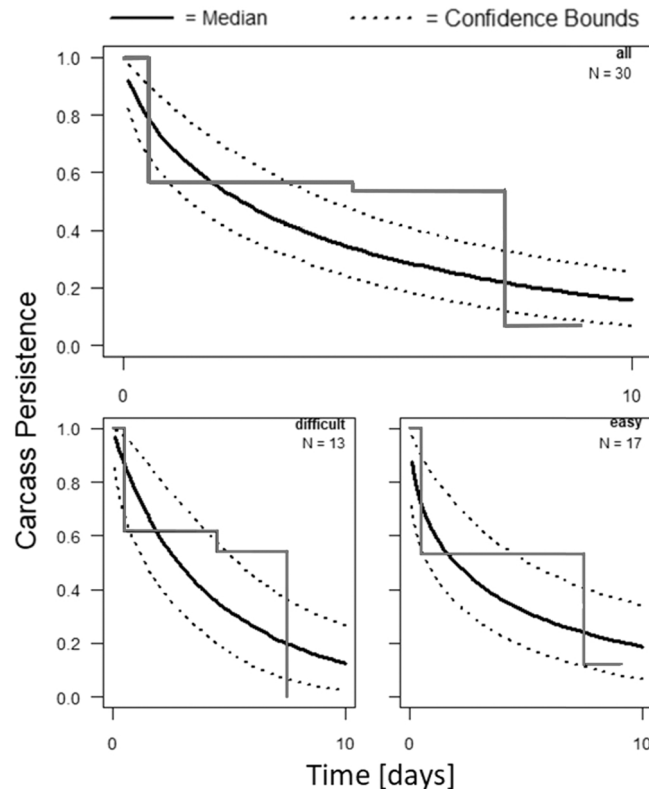 = Median = Confidence Bounds
all
N = 30
1.0
0.8
0.6
0.4
0.2
0.0
0 10
Carcass Persistence
difficult
N = 13
1.0
0.8
0.6
0.4
0.2
0.0
0 10
easy
N = 17
0 10
Time [days]